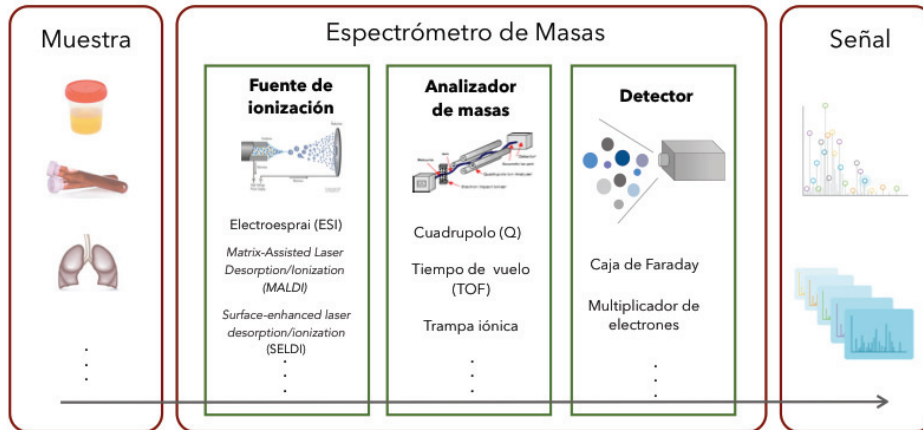 Muestra
Espectrómetro de Masas
Señal
Fuente de
ionización
Analizador
de masas
Detector
Electroesprai (ESI)
Matrix-Assisted Laser
Desorption/Ionization
(MALDI)
Surface-enhanced laser
desorption/ionization
(SELDI)
Cuadrupolo (Q)
Tiempo de vuelo
(TOF)
Trampa iónica
Caja de Faraday
Multiplicador de
electrones